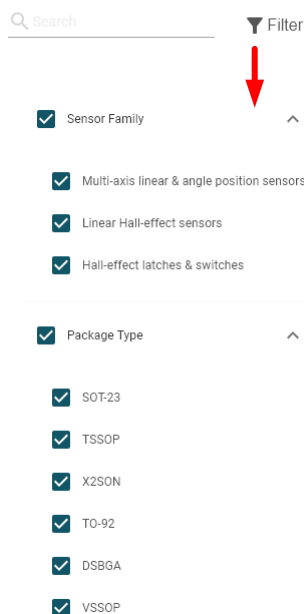 Search
Filter
Sensor Family
Multi-axis linear & angle position sensors
Linear Hall-effect sensors
Hall-effect latches & switches
Package Type
SOT-23
TSSOP
X2SON
TO-92
DSBGA
VSSOP